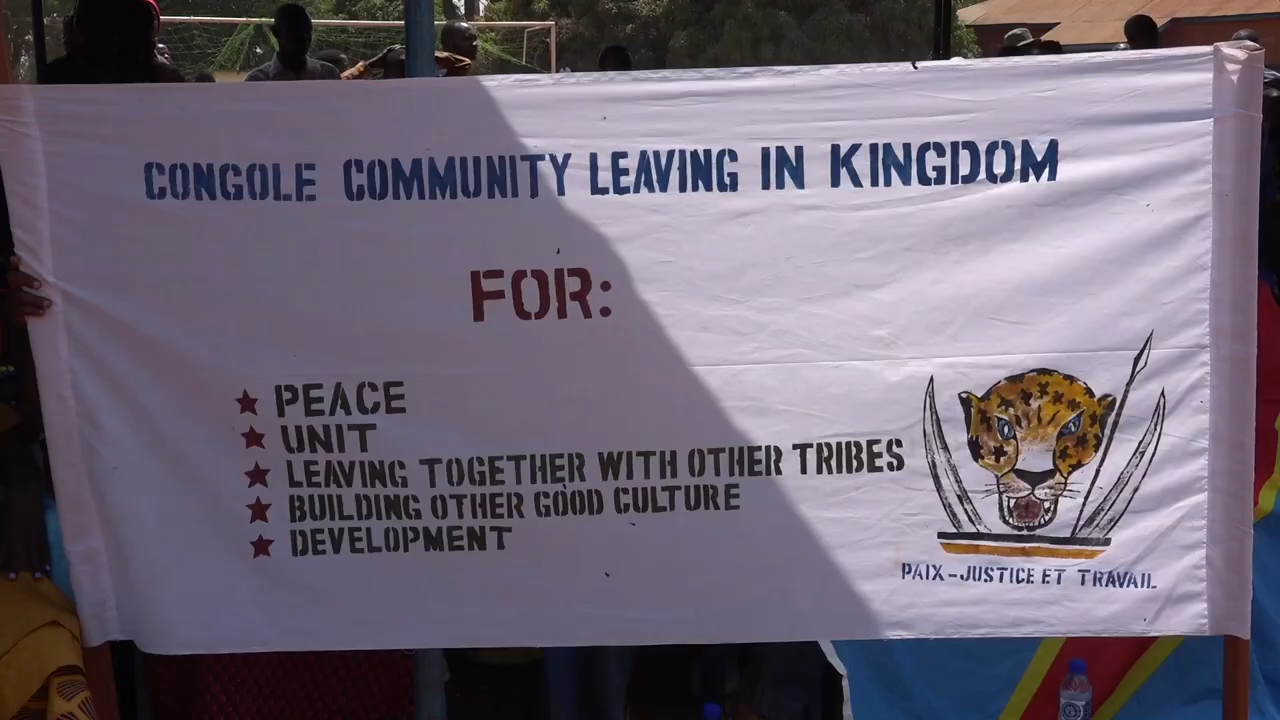 CONGOLE COMMUNITY LEAVING IN KINGDOM
FOR:
PEACE
UNIT
LEAVING TOGETHER WITH OTHER TRIBES
BUILDING OTHER GOOD CULTURE
DEVELOPMENT
PAIX-JUSTICE ET TRAVAIL